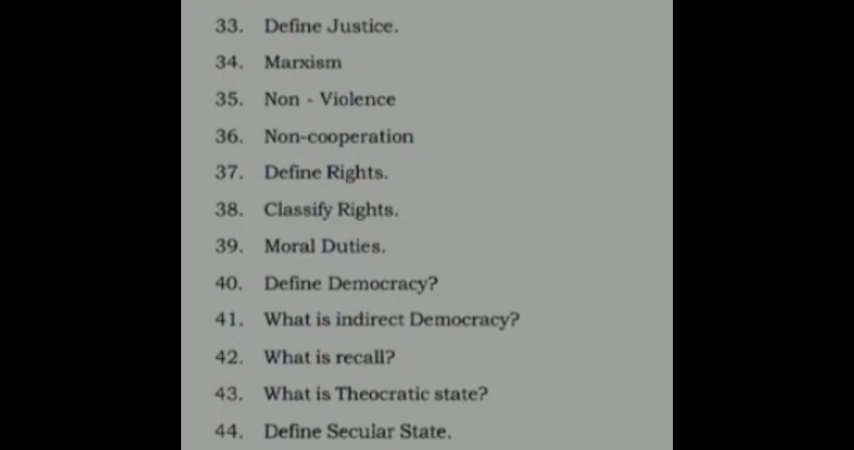 33. Define Justice.
34. Marxism
35. Non - Violence
36. Non-cooperation
37. Define Rights.
38. Classify Rights.
39. Moral Duties.
40. Define Democracy?
41. What is indirect Democracy?
42. What is recall?
43. What is Theocratic state?
44. Define Secular State.